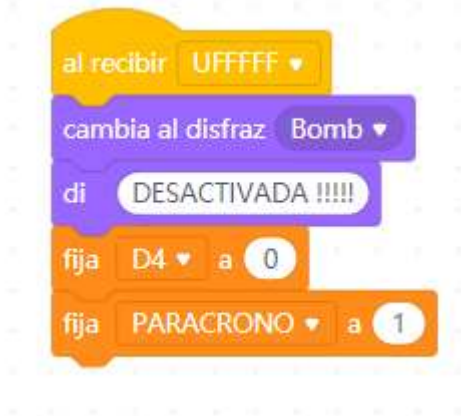 al recibir UFFFFF
cambia al disfraz Bomb
di DESACTIVADA !!!!!
fija D4 a 0
fija PARACRONO a 1